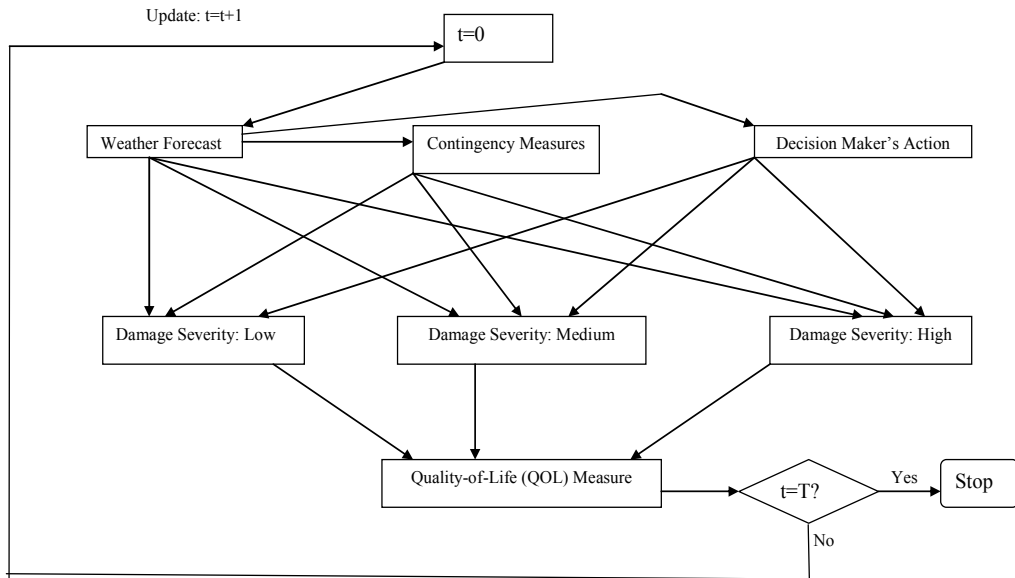 Update: t=t+1
t=0
Weather Forecast
Contingency Measures
Decision Maker’s Action
Damage Severity: Low
Damage Severity: Medium
Damage Severity: High
Quality-of-Life (QOL) Measure
t=T?
Yes
Stop
No